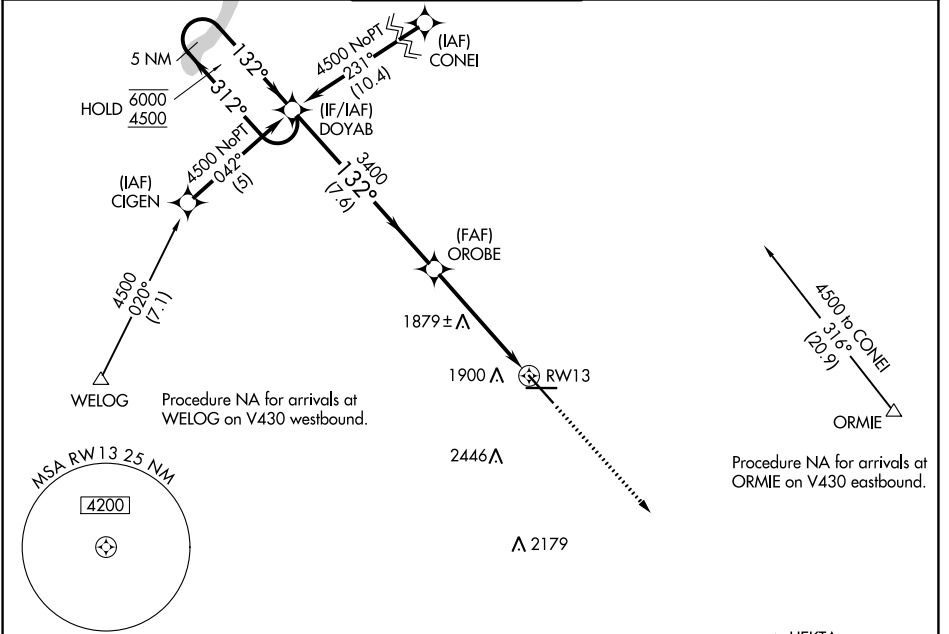 5 NM
132°
312°
HOLD
6000
4500
4500 NoPT
231°
(10.4)
(IAF)
CONEI
(IF/IAF)
DOYAB
4500 NoPT
042°
(5)
(IAF)
CIGEN
3400
132°
(7.6)
(FAF)
OROBE
4500
020°
(7.1)
1879±
1900
RW13
4500 to CONEI
316°
(20.9)
WELOG
Procedure NA for arrivals at
WELOG on V430 westbound.
ORMIE
2446
Procedure NA for arrivals at
ORMIE on V430 eastbound.
MSA RW13 25 NM
4200
2179